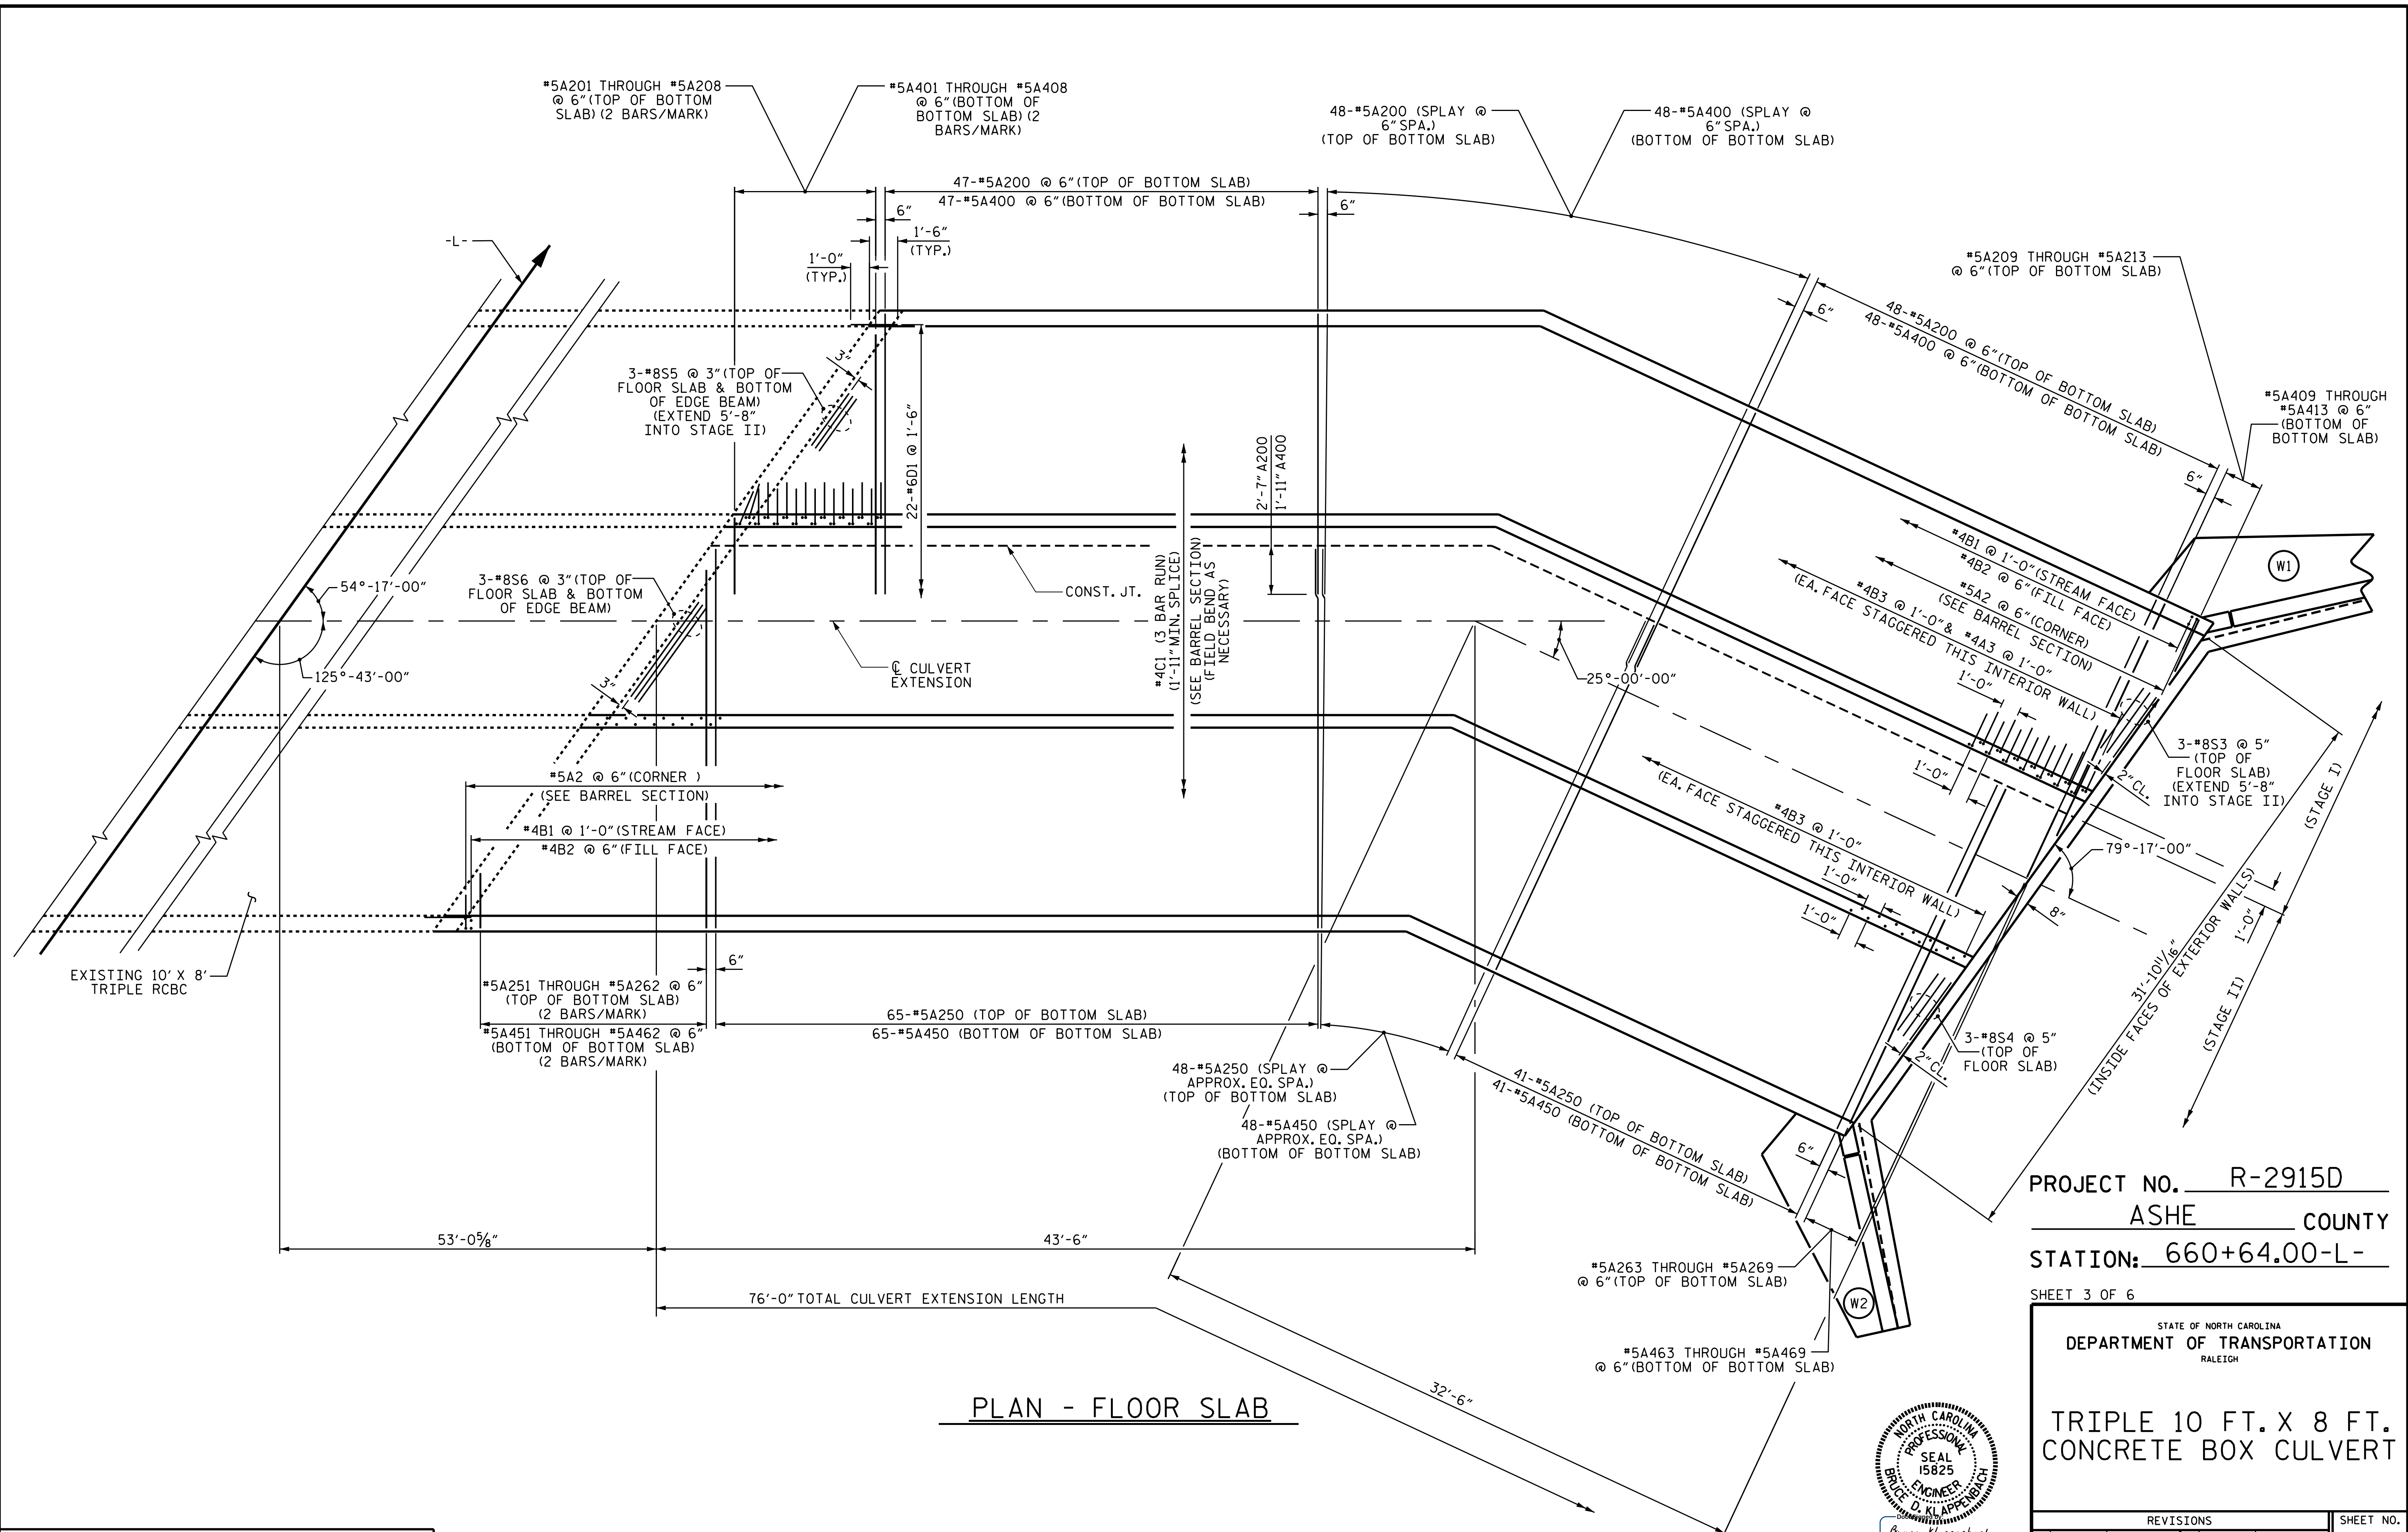 #5A201 THROUGH #5A208
@ 6" (TOP OF BOTTOM
SLAB) (2 BARS/MARK)
#5A401 THROUGH #5A408
@ 6" (BOTTOM OF
BOTTOM SLAB) (2
BARS/MARK)
48-#5A200 (SPLAY @
6" SPA.)
(TOP OF BOTTOM SLAB)
48-#5A400 (SPLAY @
6" SPA.)
(BOTTOM OF BOTTOM SLAB)
47-#5A200 @ 6" (TOP OF BOTTOM SLAB)
47-#5A400 @ 6" (BOTTOM OF BOTTOM SLAB)
6"
6"
1'-6"
(TYP.)
1'-0"
(TYP.)
-L-
#5A209 THROUGH #5A213
@ 6" (TOP OF BOTTOM SLAB)
6"
48-#5A200 @ 6" (TOP OF BOTTOM SLAB)
48-#5A400 @ 6" (BOTTOM OF BOTTOM SLAB)
#5A409 THROUGH
#5A413 @ 6"
(BOTTOM OF
BOTTOM SLAB)
6"
3"
3-#8S5 @ 3" (TOP OF
FLOOR SLAB & BOTTOM
OF EDGE BEAM)
(EXTEND 5'-8"
INTO STAGE II)
22-#6D1 @ 1'-6"
2'-7" A200
1'-11" A400
#4C1 (3 BAR RUN)
(1'-11" MIN. SPLICE)
(SEE BARREL SECTION)
(FIELD BEND AS
NECESSARY)
CONST. JT.
54°-17'-00"
125°-43'-00"
3-#8S6 @ 3" (TOP OF
FLOOR SLAB & BOTTOM
OF EDGE BEAM)
3"
℄ CULVERT
EXTENSION
25°-00'-00"
#4B1 @ 1'-0" (STREAM FACE)
#4B2 @ 6" (FILL FACE)
#5A2 @ 6" (CORNER)
(SEE BARREL SECTION)
#4B3 @ 1'-0" & #4A3 @ 1'-0"
(EA. FACE STAGGERED THIS INTERIOR WALL)
1'-0"
1'-0"
W1
3-#8S3 @ 5"
(TOP OF
FLOOR SLAB)
(EXTEND 5'-8"
INTO STAGE II)
2" CL.
(STAGE I)
#4B3 @ 1'-0"
(EA. FACE STAGGERED THIS INTERIOR WALL)
1'-0"
1'-0"
79°-17'-00"
8"
1'-0"
31'-10 11/16"
(INSIDE FACES OF EXTERIOR WALLS)
(STAGE II)
#5A2 @ 6" (CORNER )
(SEE BARREL SECTION)
#4B1 @ 1'-0" (STREAM FACE)
#4B2 @ 6" (FILL FACE)
EXISTING 10' X 8'
TRIPLE RCBC
6"
#5A251 THROUGH #5A262 @ 6"
(TOP OF BOTTOM SLAB)
(2 BARS/MARK)
#5A451 THROUGH #5A462 @ 6"
(BOTTOM OF BOTTOM SLAB)
(2 BARS/MARK)
65-#5A250 (TOP OF BOTTOM SLAB)
65-#5A450 (BOTTOM OF BOTTOM SLAB)
48-#5A250 (SPLAY @
APPROX. EQ. SPA.)
(TOP OF BOTTOM SLAB)
48-#5A450 (SPLAY @
APPROX. EQ. SPA.)
(BOTTOM OF BOTTOM SLAB)
41-#5A250 (TOP OF BOTTOM SLAB)
41-#5A450 (BOTTOM OF BOTTOM SLAB)
6"
3-#8S4 @ 5"
(TOP OF
FLOOR SLAB)
2" CL.
53'-0 5/8"
43'-6"
76'-0" TOTAL CULVERT EXTENSION LENGTH
32'-6"
#5A263 THROUGH #5A269
@ 6" (TOP OF BOTTOM SLAB)
W2
#5A463 THROUGH #5A469
@ 6" (BOTTOM OF BOTTOM SLAB)
PLAN - FLOOR SLAB
PROJECT NO. R-2915D
ASHE COUNTY
STATION: 660+64.00-L-
SHEET 3 OF 6
STATE OF NORTH CAROLINA
DEPARTMENT OF TRANSPORTATION
RALEIGH
TRIPLE 10 FT. X 8 FT.
CONCRETE BOX CULVERT
NORTH CAROLINA
PROFESSIONAL
SEAL
15825
ENGINEER
BRUCE D. KLAPPENBACH
REVISIONS
SHEET NO.